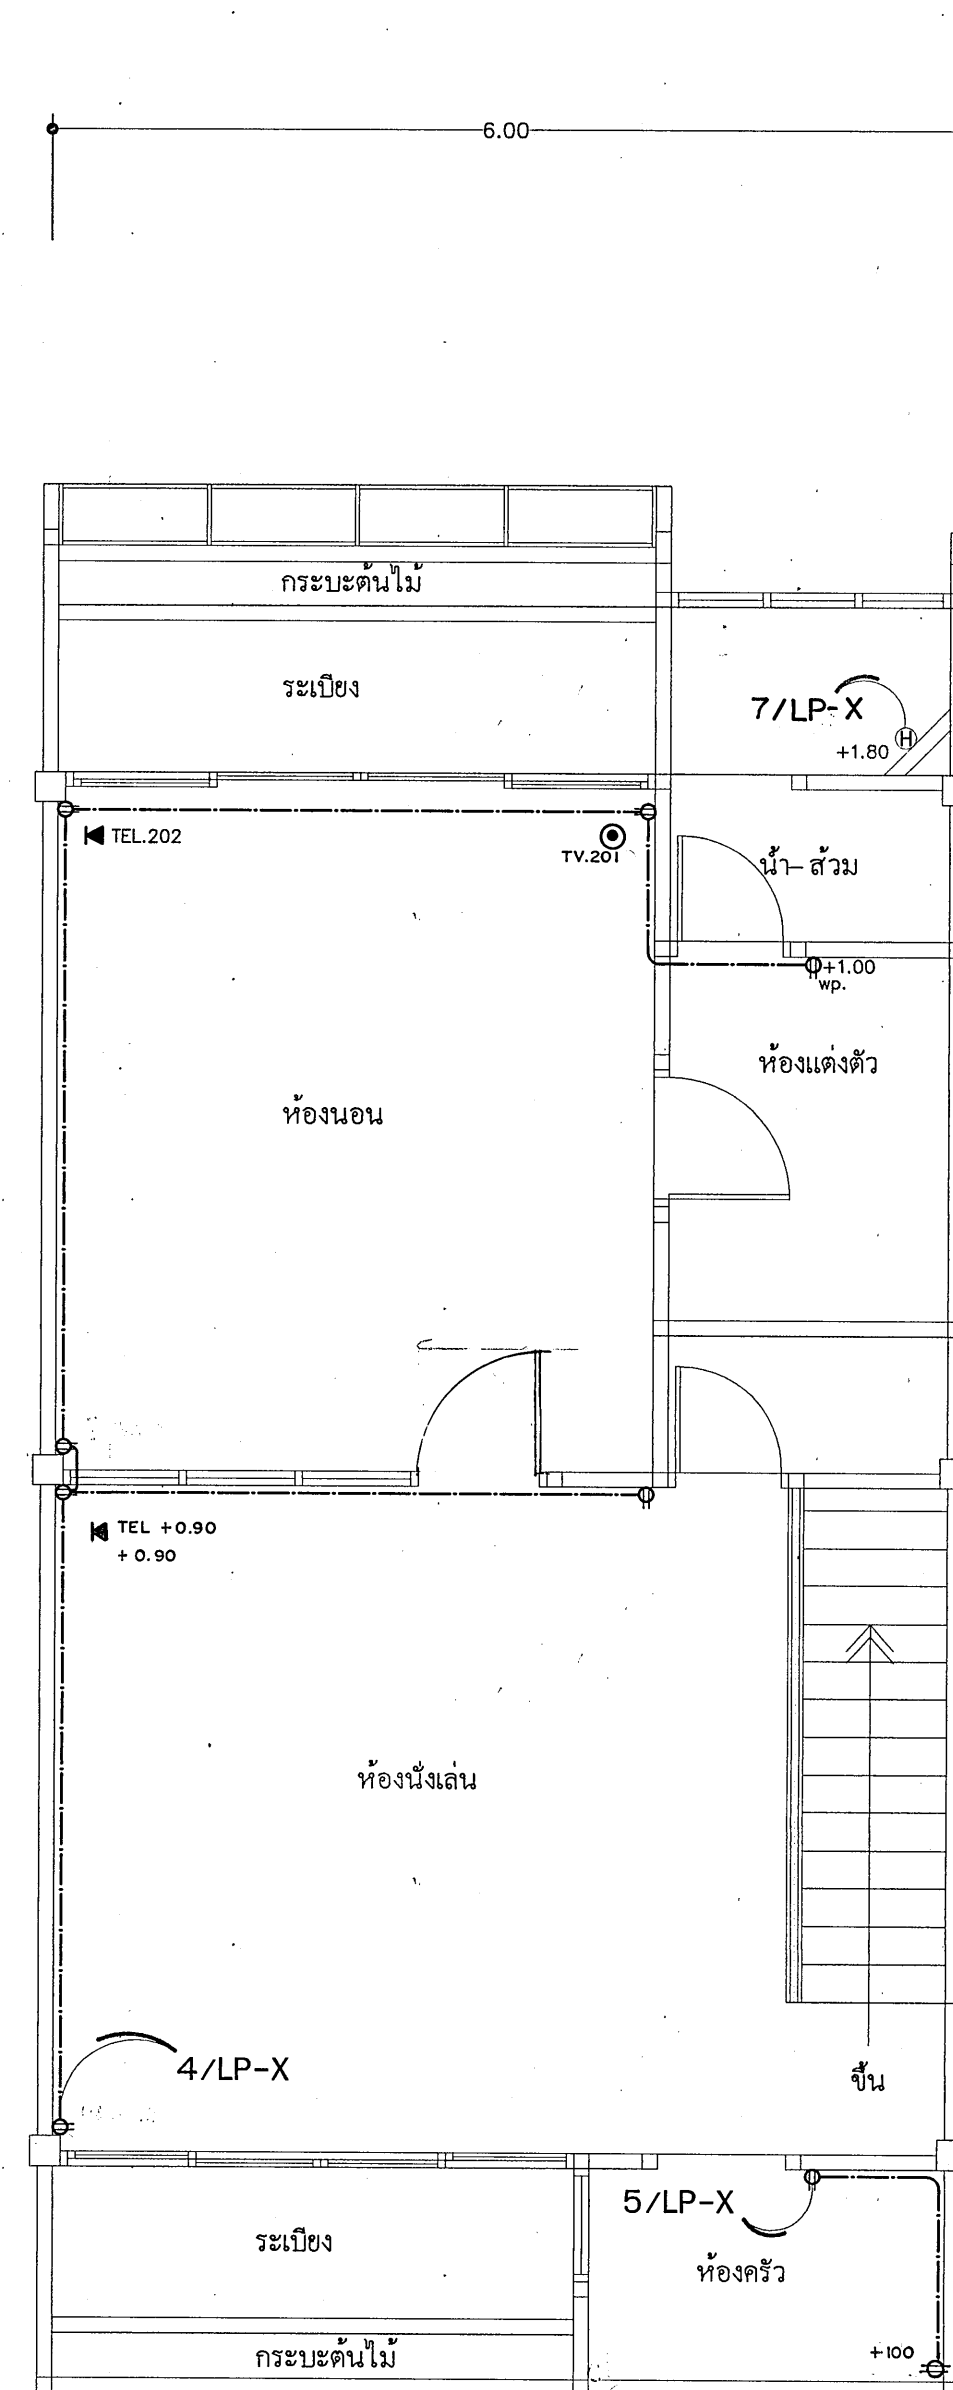 6.00
กระบะต้นไม้
ระเบียง
7/LP-X
+1.80 H
TEL.202
TV.201
น้ำ-ส้วม
+1.00
wp.
ห้องแต่งตัว
ห้องนอน
TEL +0.90
+0.90
ห้องนั่งเล่น
4/LP-X
ขึ้น
5/LP-X
ระเบียง
ห้องครัว
+100
กระบะต้นไม้